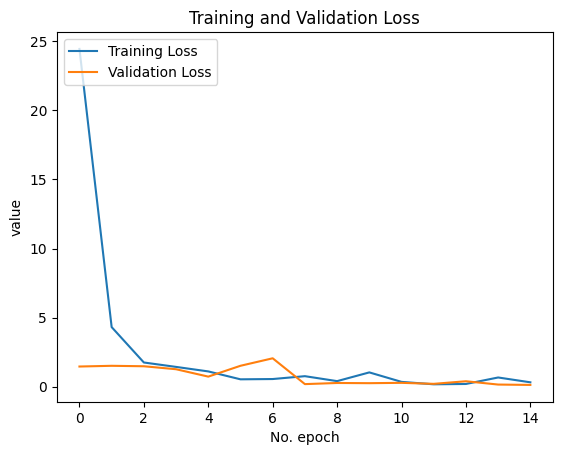 Training and Validation Loss
25
20
15
10
5
0
value
Training Loss
Validation Loss
0 2 4 6 8 10 12 14
No. epoch